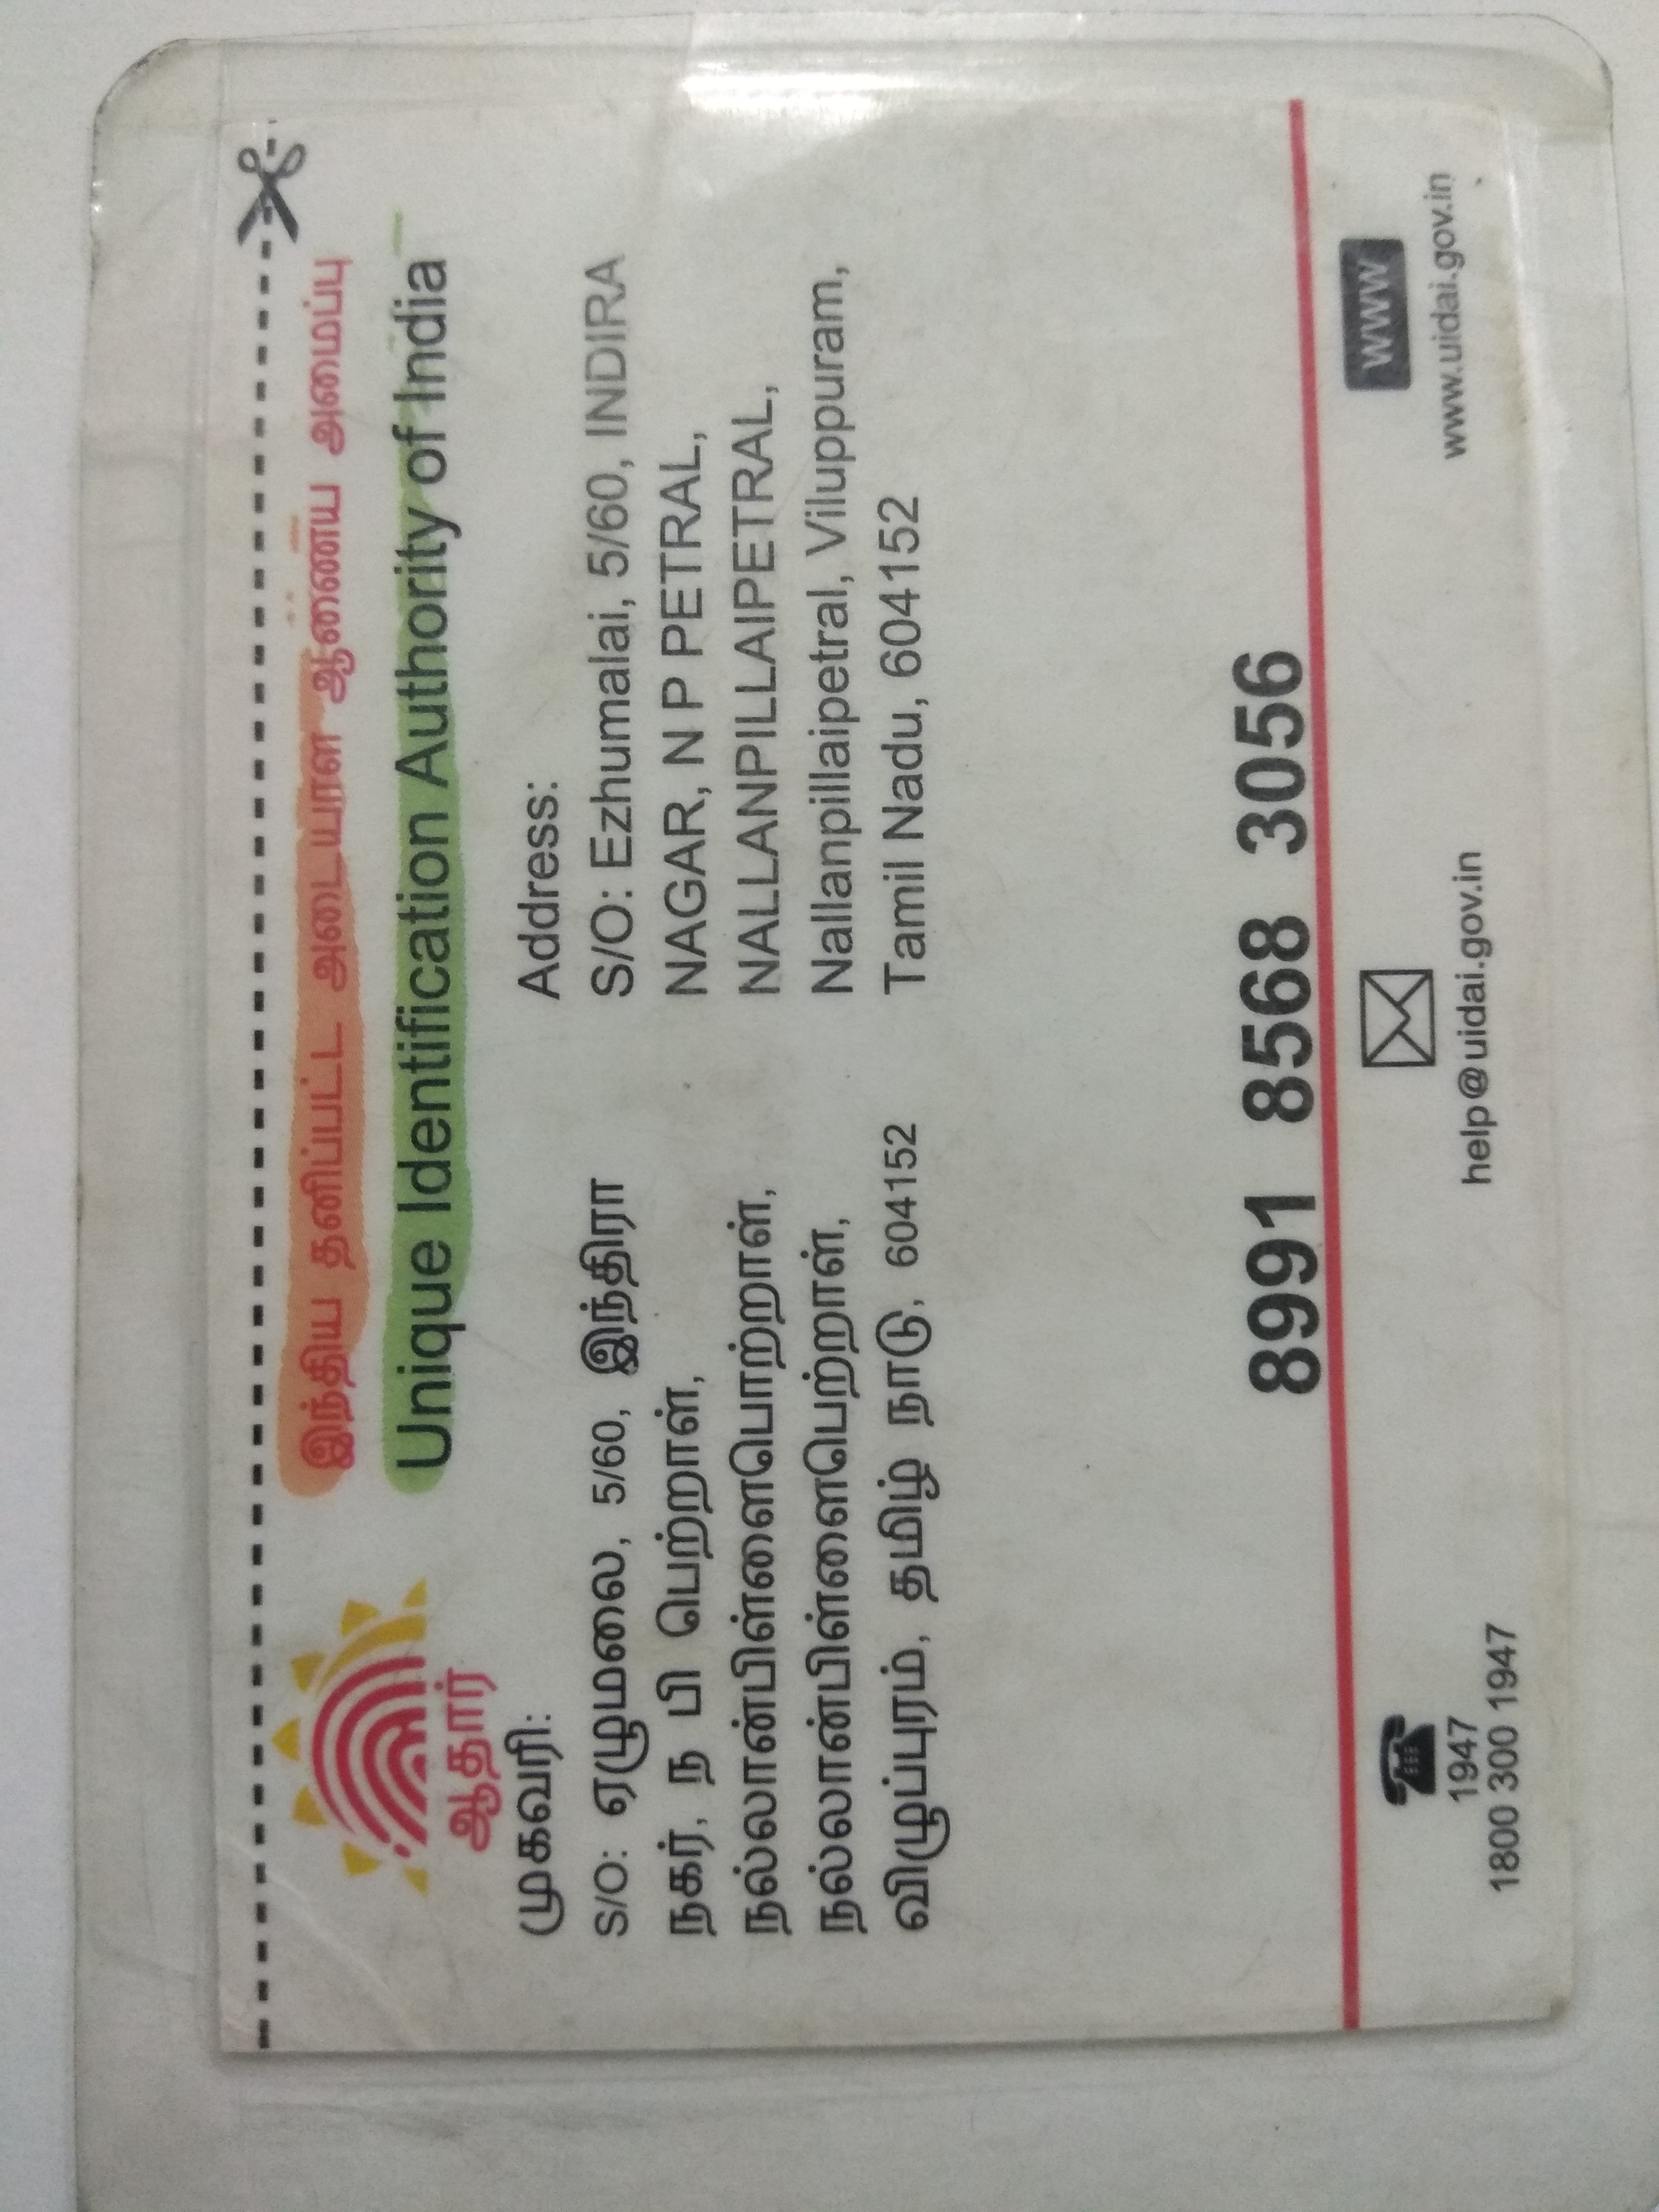 இந்திய தனிப்பட்ட அடையாள ஆணைய அமைப்பு
Unique Identification Authority of India
ஆதார்
முகவரி:
S/O: ஏழுமலை, 5/60, இந்திரா
நகர், ந பி பெற்றாள்,
நல்லான்பிள்ளைபொற்றாள்,
நல்லான்பிள்ளைபெற்றாள்,
விழுப்புரம், தமிழ் நாடு, 604152
Address:
S/O: Ezhumalai, 5/60, INDIRA
NAGAR, N P PETRAL,
NALLANPILLAIPETRAL,
Nallanpillaipetral, Viluppuram,
Tamil Nadu, 604152
8991 8568 3056
1947
1800 300 1947
help@uidai.gov.in
WWW
www.uidai.gov.in